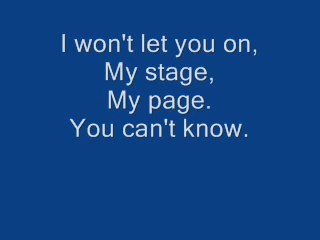 I won't let you on,
My stage,
My page.
You can't know.